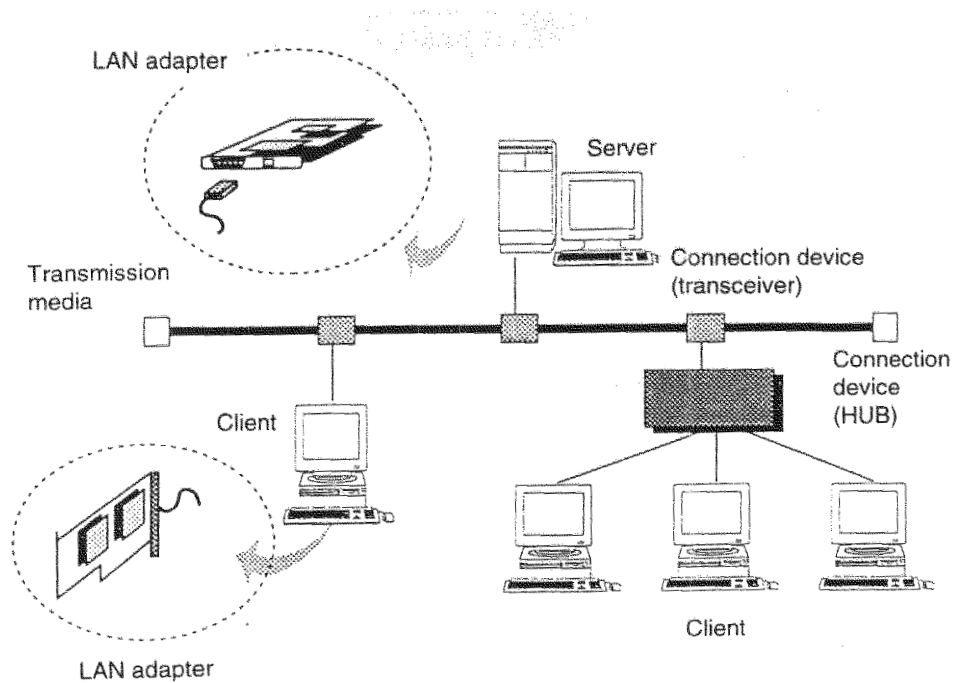 LAN adapter
Server
Transmission
media
Connection device
(transceiver)
Connection
device
(HUB)
Client
Client
LAN adapter